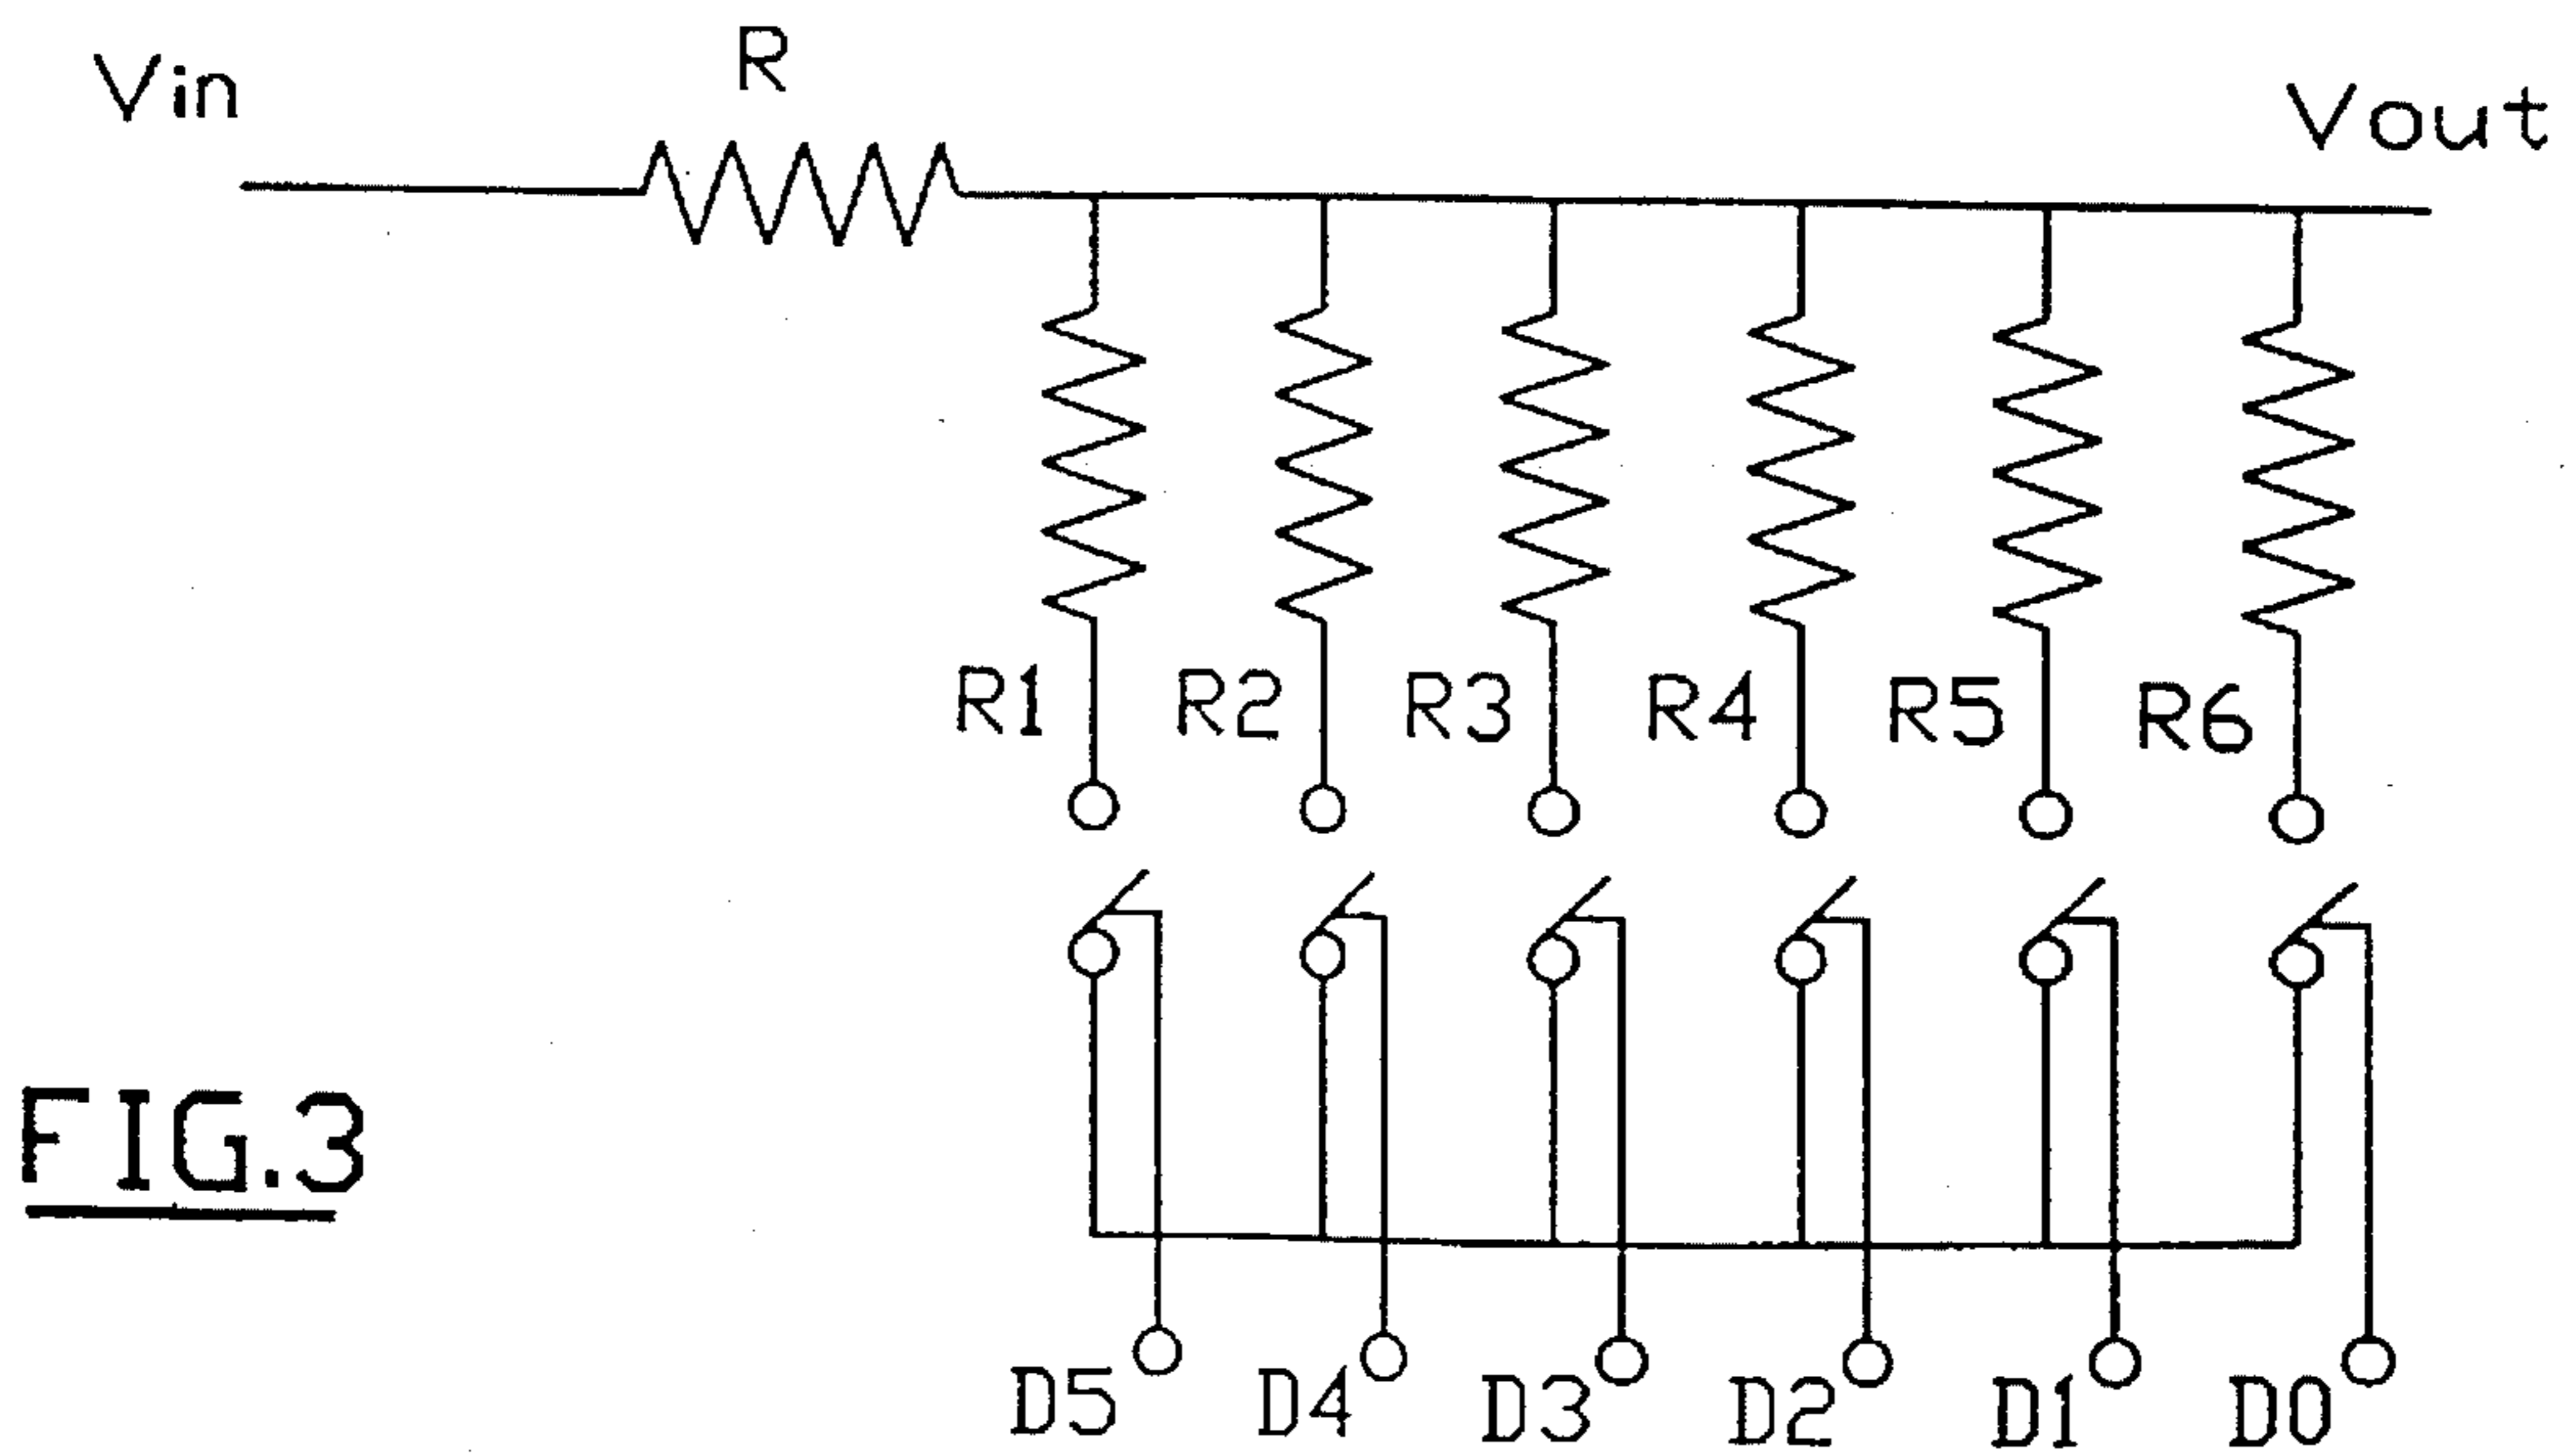 R
Vin
Vout
R1 R2 R3 R4 R5 R6
FIG.3
D5 D4 D3 D2 D1 D0